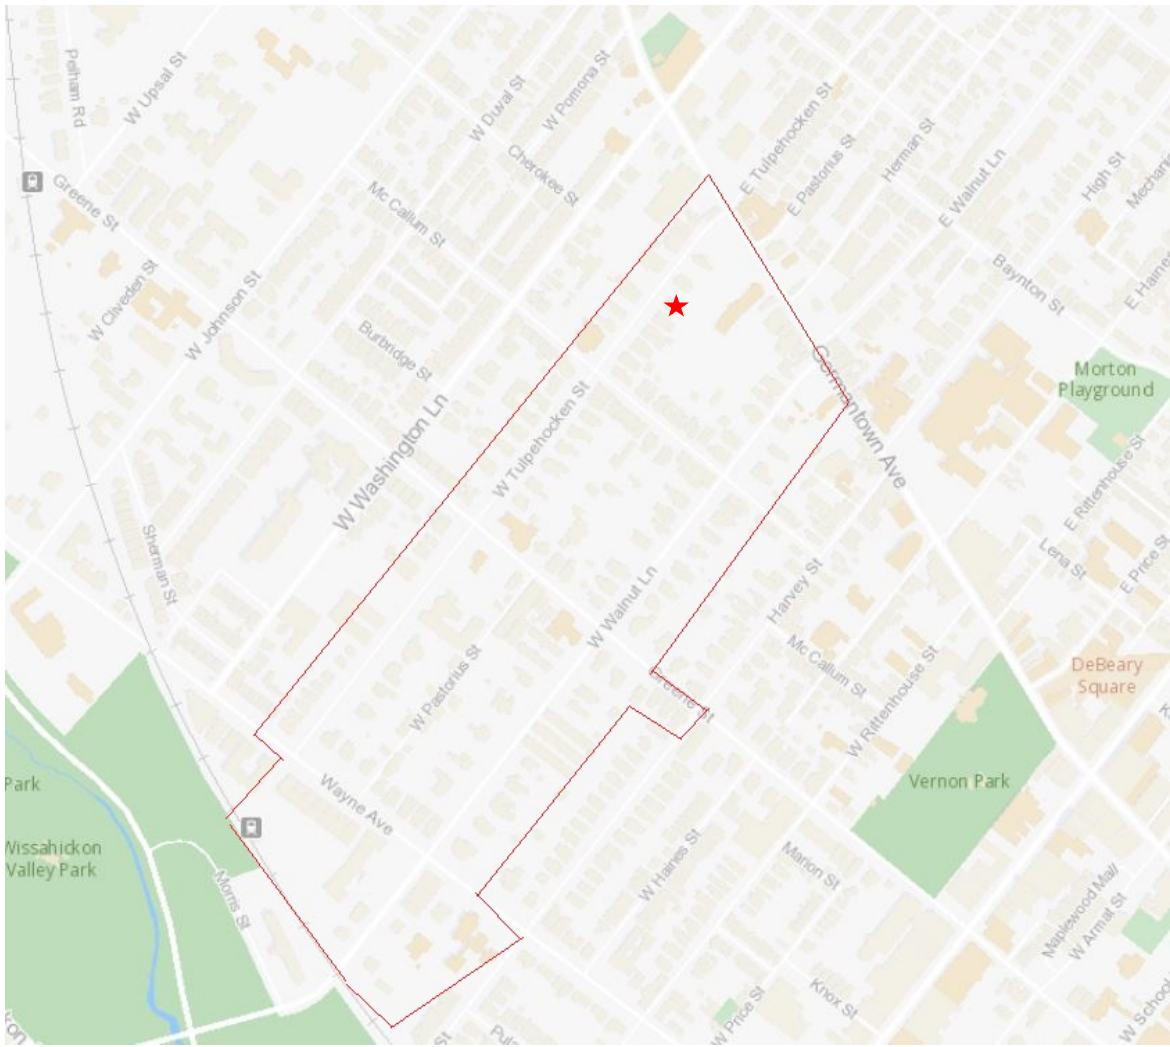 Pelham Rd
W Upsal St
W Duval St
W Pomona St
Cherokee St
Mc Callum St
Greene St
W Cliveden St
W Johnson St
Burbridge St
W Washington Ln
E Tulpehocken St
E Pastorius St
Herman St
E Walnut Ln
High St
Baynton St
E Haines
Morton
Playground
Germantown Ave
W Tulpehocken St
E Rittenhouse St
Lena St
E Price St
Sherman St
W Walnut Ln
Harvey St
Mc Callum St
W Rittenhouse St
DeBeary
Square
Greene St
W Pastorius St
Vernon Park
Park
Wayne Ave
Wissahickon
Valley Park
Morris St
W Haines St
Marion St
Maplewood Mall
W Armat St
Knox St
W Price St
W School
St